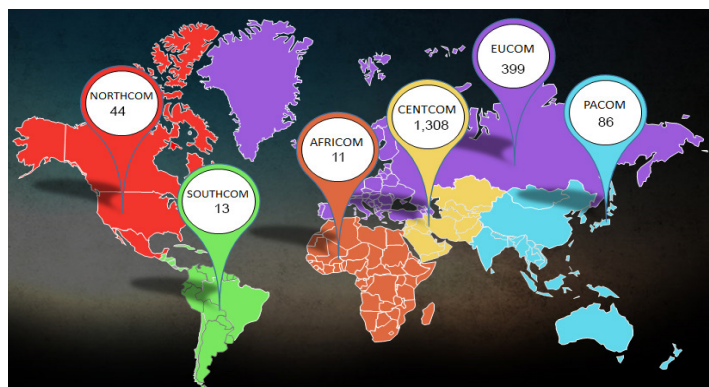 NORTHCOM
44
SOUTHCOM
13
AFRICOM
11
CENTCOM
1,308
EUCOM
399
PACOM
86